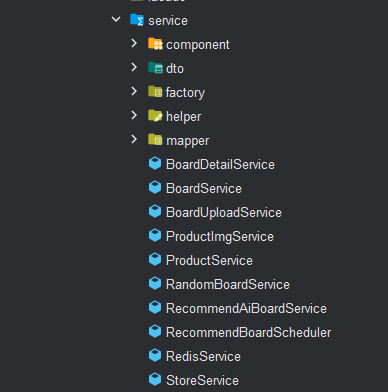 service
component
dto
factory
helper
mapper
BoardDetailService
BoardService
BoardUploadService
ProductImgService
ProductService
RandomBoardService
RecommendAiBoardService
RecommendBoardScheduler
RedisService
StoreService